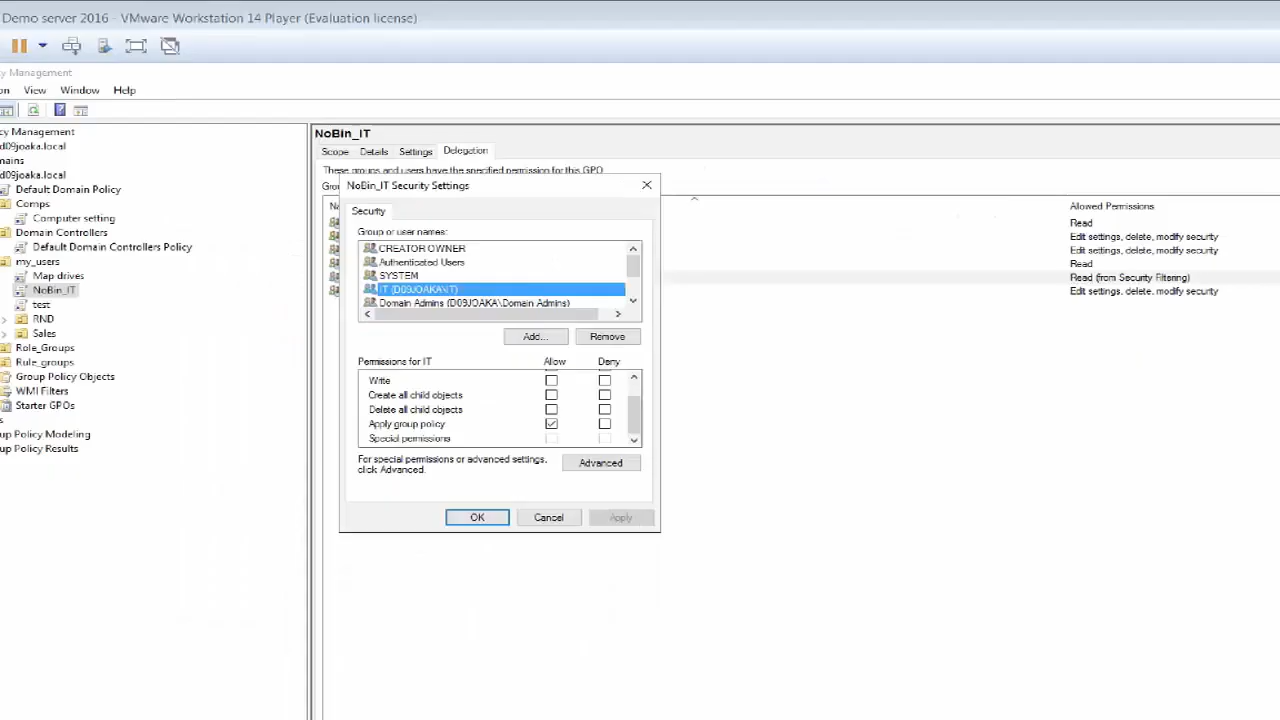 Demo server 2016 - VMware Workstation 14 Player (Evaluation license)
cy Management
on View Window Help
cy Management
d09joaka.local
mains
d09joaka.local
Default Domain Policy
Comps
Computer setting
Domain Controllers
Default Domain Controllers Policy
my_users
Map drives
NoBin_IT
test
RND
Sales
Role_Groups
Rule_groups
Group Policy Objects
WMI Filters
Starter GPOs
s
up Policy Modeling
up Policy Results
NoBin_IT
Scope Details Settings Delegation
These groups and users have the specified permission for this GPO
Grou
Na
Allowed Permissions
Read
Edit settings, delete, modify security
Edit settings, delete, modify security
Read
Read (from Security Filtering)
Edit settings, delete, modify security
NoBin_IT Security Settings
Security
Group or user names:
CREATOR OWNER
Authenticated Users
SYSTEM
IT (D09JOAKA\IT)
Domain Admins (D09JOAKA\Domain Admins)
Add... Remove
Permissions for IT Allow Deny
Write
Create all child objects
Delete all child objects
Apply group policy
Special permissions
For special permissions or advanced settings,
click Advanced.
Advanced
OK Cancel Apply